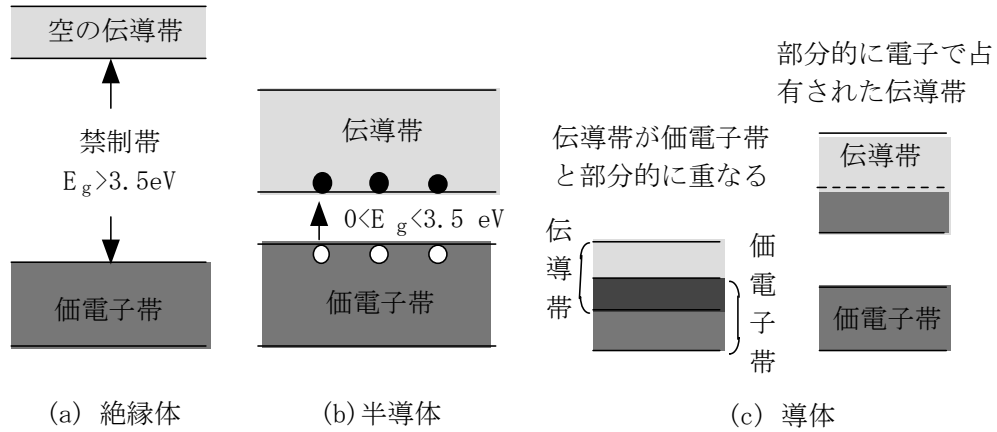 空の伝導帯
禁制帯
Eg>3.5eV
価電子帯
(a) 絶縁体
伝導帯
0<Eg<3.5 eV
価電子帯
(b)半導体
伝導帯が価電子帯
と部分的に重なる
伝導帯
価電子帯
部分的に電子で占
有された伝導帯
伝導帯
価電子帯
(c) 導体